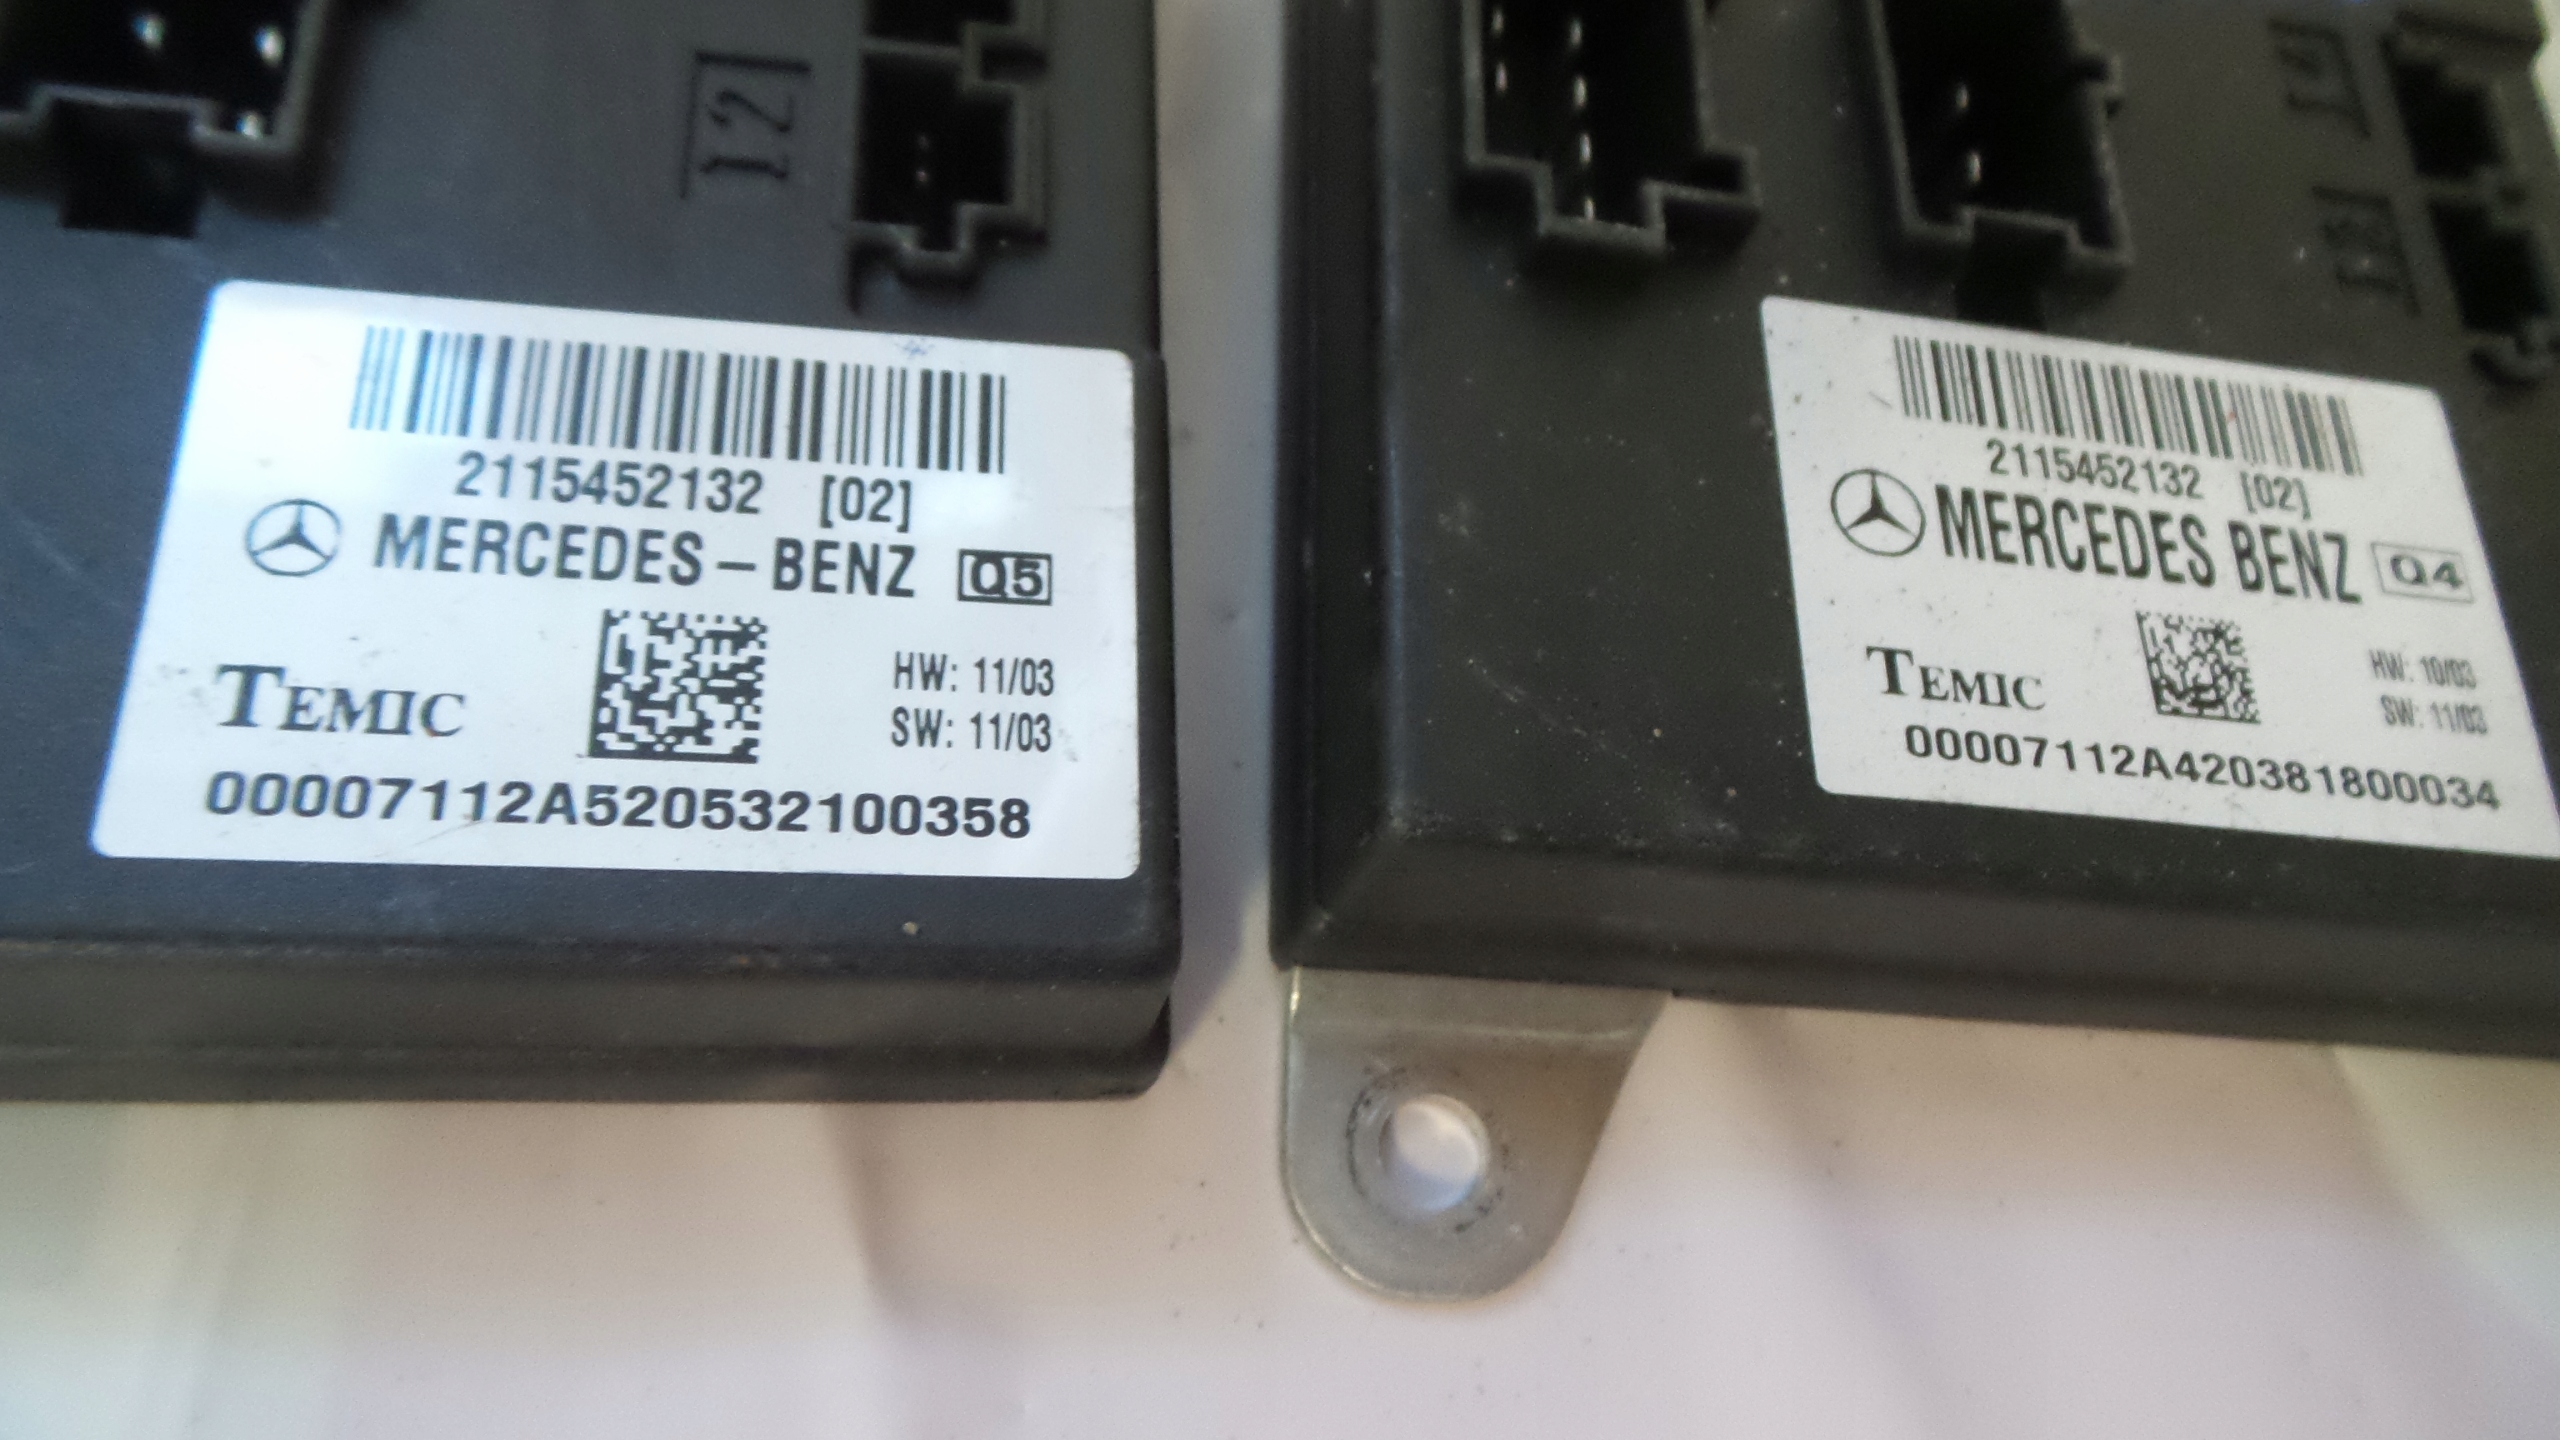 12
2115452132 [02]
MERCEDES–BENZ Q5
TEMIC
HW: 11/03
SW: 11/03
00007112A520532100358
2115452132 [02]
MERCEDES BENZ Q4
TEMIC
HW: 10/03
SW: 11/03
00007112A420381800034